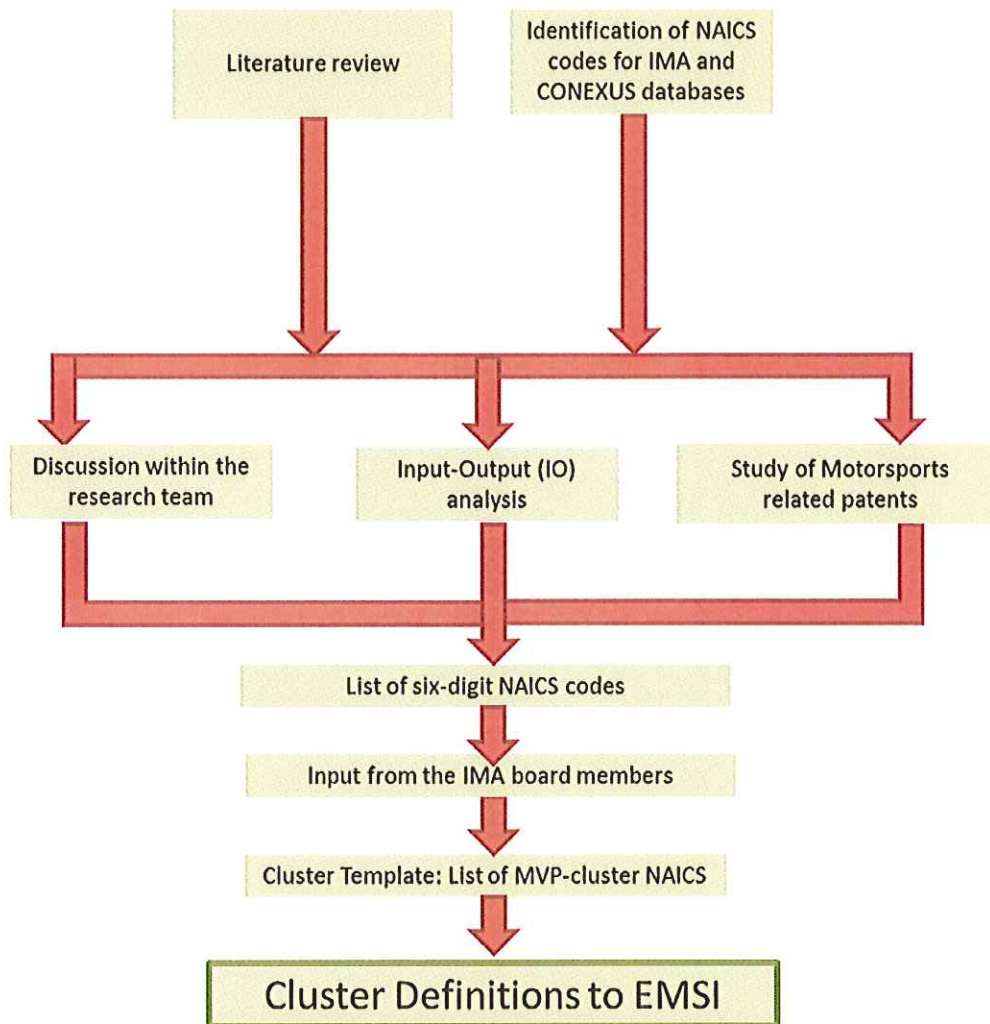 Literature review
Identification of NAICS
codes for IMA and
CONEXUS databases
Discussion within the
research team
Input-Output (IO)
analysis
Study of Motorsports
related patents
List of six-digit NAICS codes
Input from the IMA board members
Cluster Template: List of MVP-cluster NAICS
Cluster Definitions to EMSI